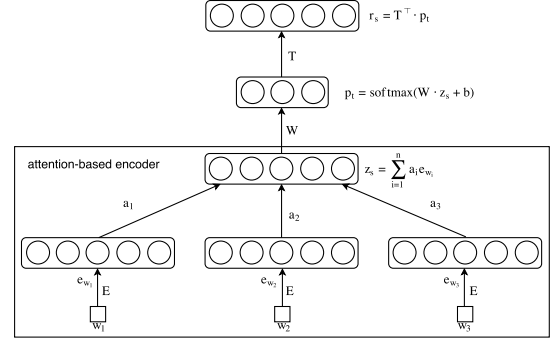 r_s = T^⊤ · p_t
T
p_t = softmax(W · z_s + b)
W
attention-based encoder
z_s = ∑_{i=1}^{n} a_i e_{w_i}
a_1
a_2
a_3
e_{w_1} E
e_{w_2} E
e_{w_3} E
w_1
w_2
w_3